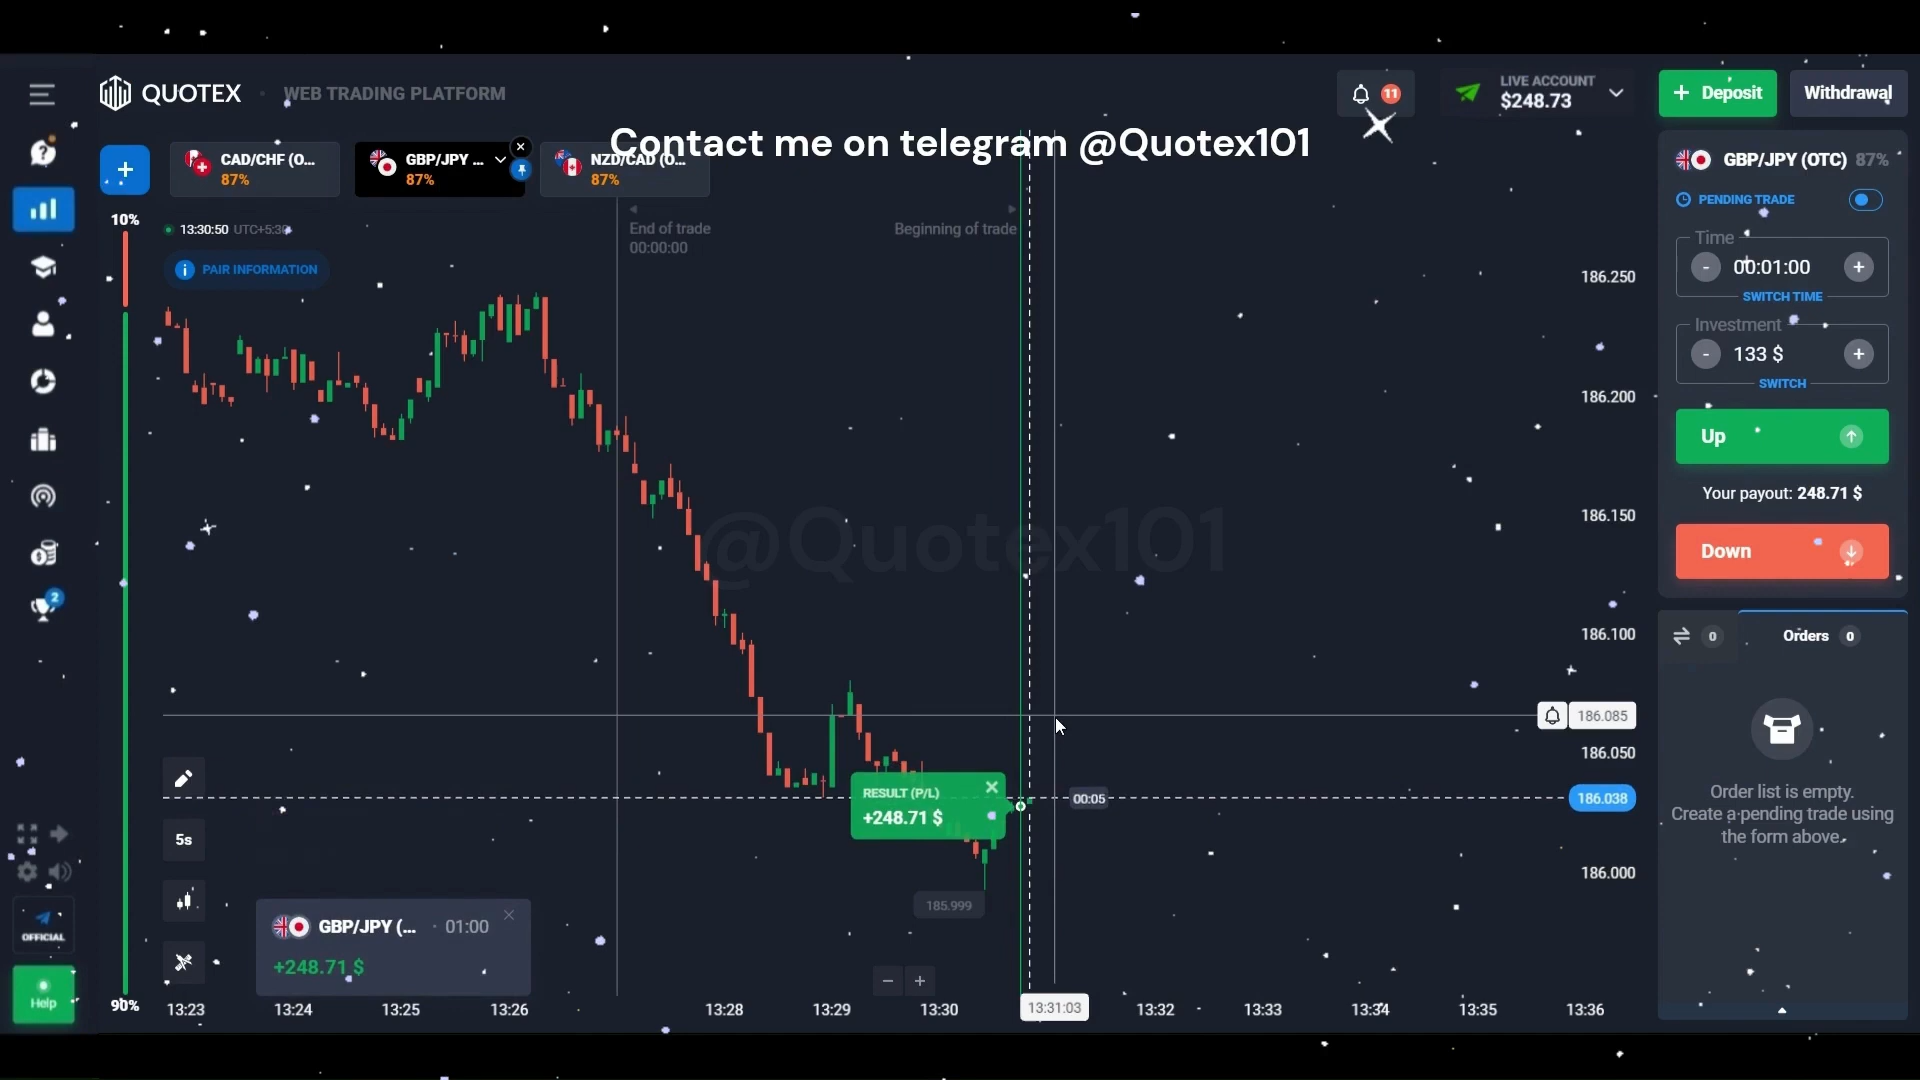 QUOTEX
WEB TRADING PLATFORM
11
LIVE ACCOUNT
$248.73
+ Deposit
Withdrawal
Contact me on telegram @Quotex101
CAD/CHF (O...
87%
GBP/JPY ...
87%
NZD/CAD (O...
87%
10%
13:30:50 UTC+5:30
PAIR INFORMATION
End of trade
00:00:00
Beginning of trade
GBP/JPY (OTC) 87%
PENDING TRADE
Time
- 00:01:00 +
SWITCH TIME
Investment
- 133 $ +
SWITCH
Up
Your payout: 248.71 $
Down
0
Orders 0
Order list is empty.
Create a pending trade using
the form above.
186.250
186.200
186.150
186.100
186.085
186.050
186.038
186.000
@Quotex101
RESULT (P/L)
+248.71 $
00:05
185.999
5s
GBP/JPY (... · 01:00
+248.71 $
2
OFFICIAL
Help
90%
13:23
13:24
13:25
13:26
13:28
13:29
13:30
13:31:03
13:32
13:33
13:34
13:35
13:36